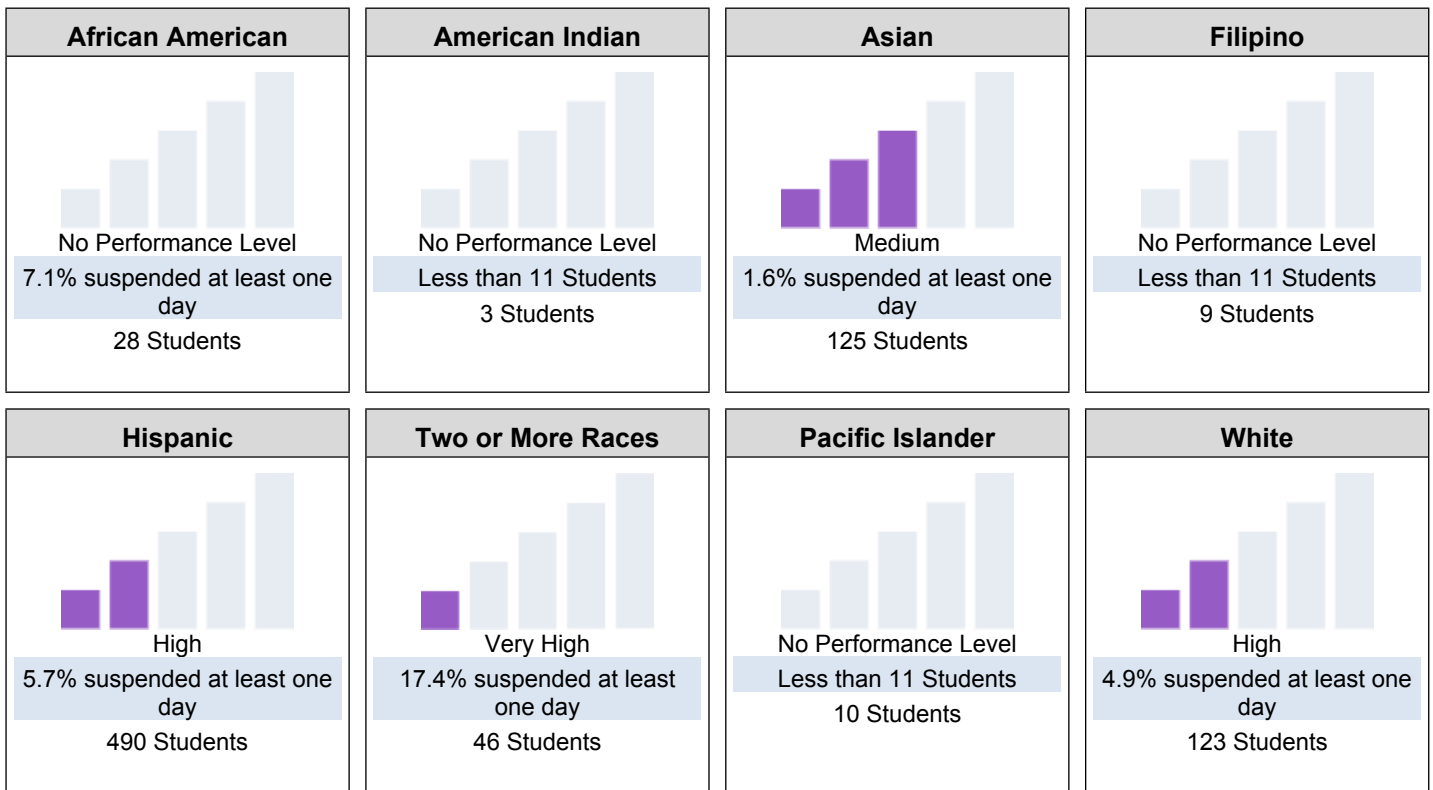 African American
No Performance Level
7.1% suspended at least one
day
28 Students
American Indian
No Performance Level
Less than 11 Students
3 Students
Asian
Medium
1.6% suspended at least one
day
125 Students
Filipino
No Performance Level
Less than 11 Students
9 Students
Hispanic
High
5.7% suspended at least one
day
490 Students
Two or More Races
Very High
17.4% suspended at least
one day
46 Students
Pacific Islander
No Performance Level
Less than 11 Students
10 Students
White
High
4.9% suspended at least one
day
123 Students